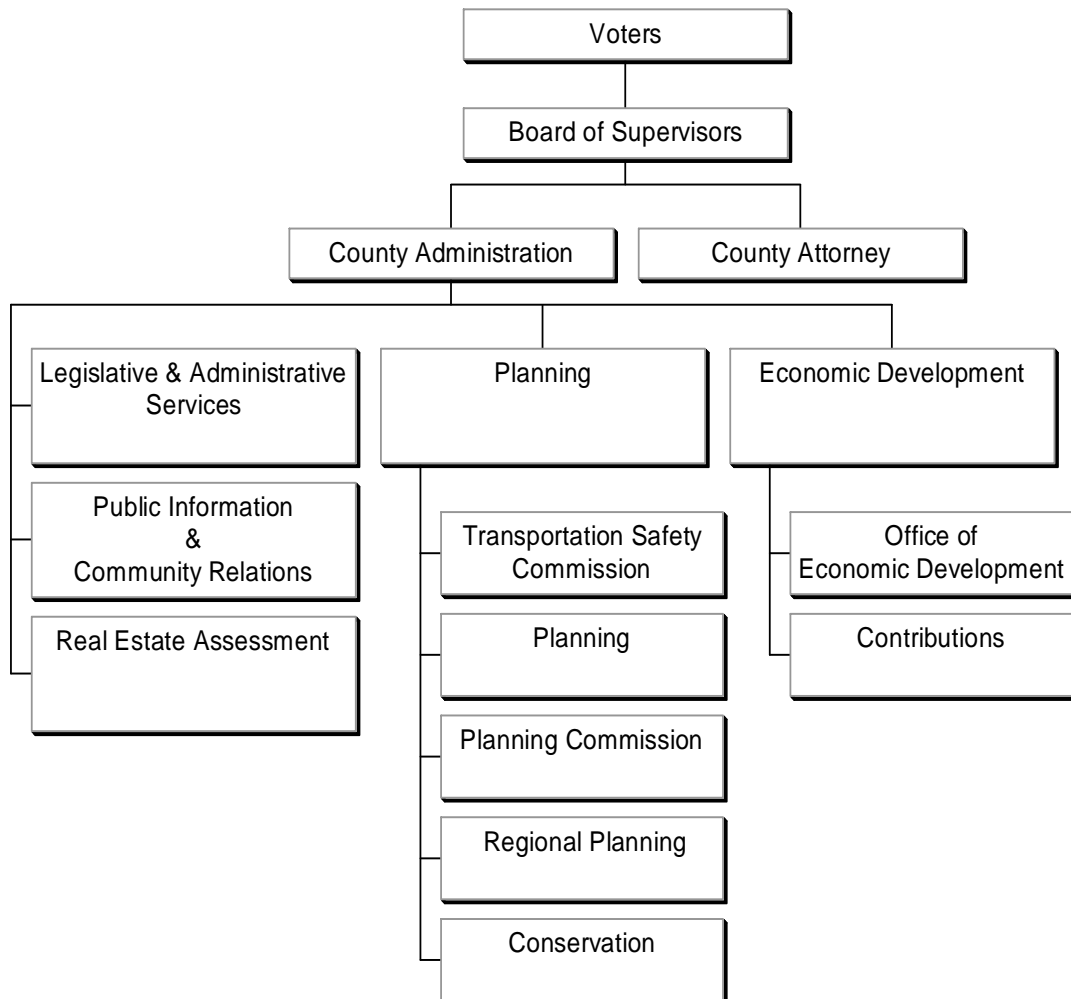 Voters
Board of Supervisors
County Administration
County Attorney
Legislative & Administrative
Services
Public Information
&
Community Relations
Real Estate Assessment
Planning
Transportation Safety
Commission
Planning
Planning Commission
Regional Planning
Conservation
Economic Development
Office of
Economic Development
Contributions